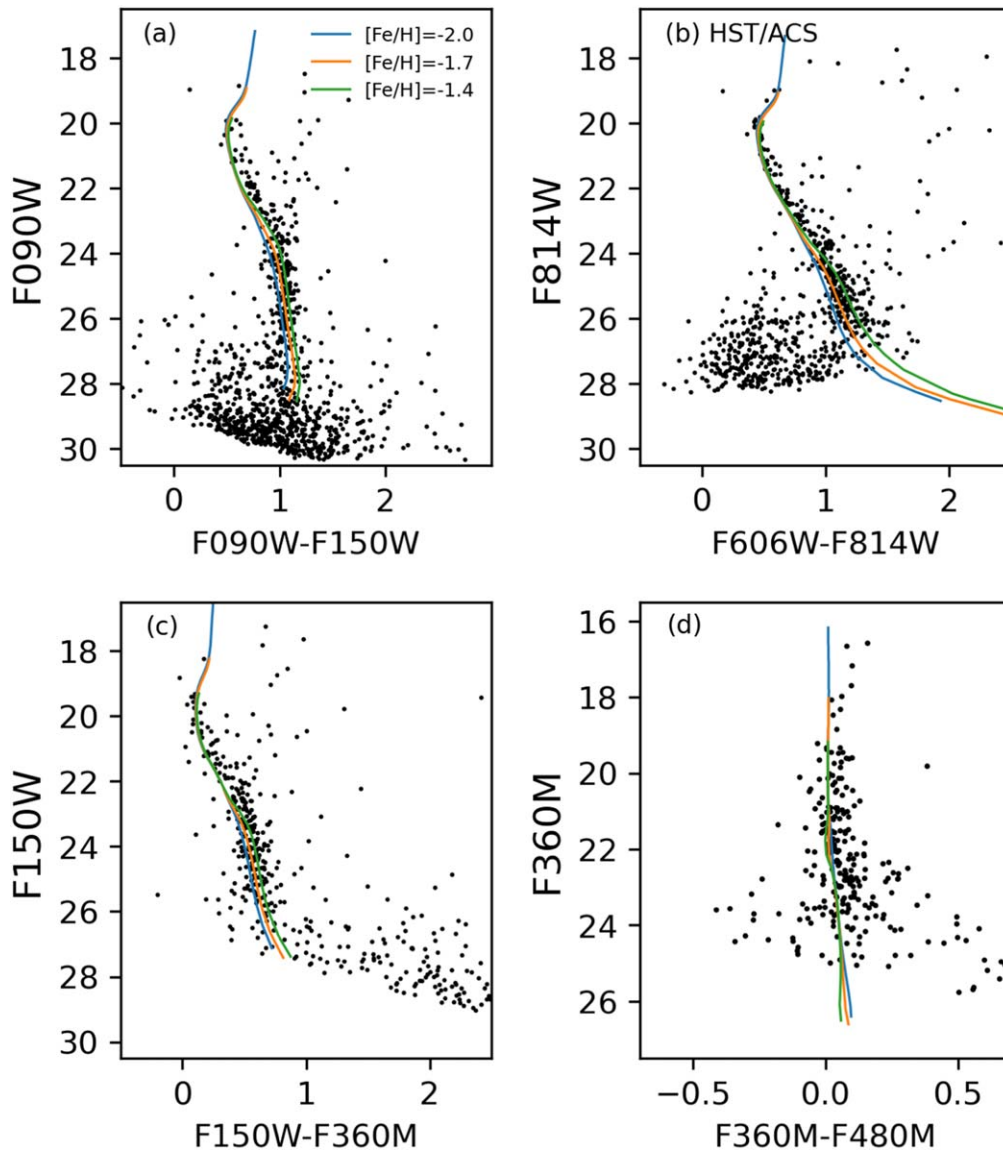 (a)
[Fe/H]=-2.0
[Fe/H]=-1.7
[Fe/H]=-1.4
18
20
22
24
26
28
30
F090W
0
1
2
F090W-F150W
(b) HST/ACS
18
20
22
24
26
28
30
F814W
0
1
2
F606W-F814W
(c)
18
20
22
24
26
28
30
F150W
0
1
2
F150W-F360M
(d)
16
18
20
22
24
26
F360M
−0.5
0.0
0.5
F360M-F480M